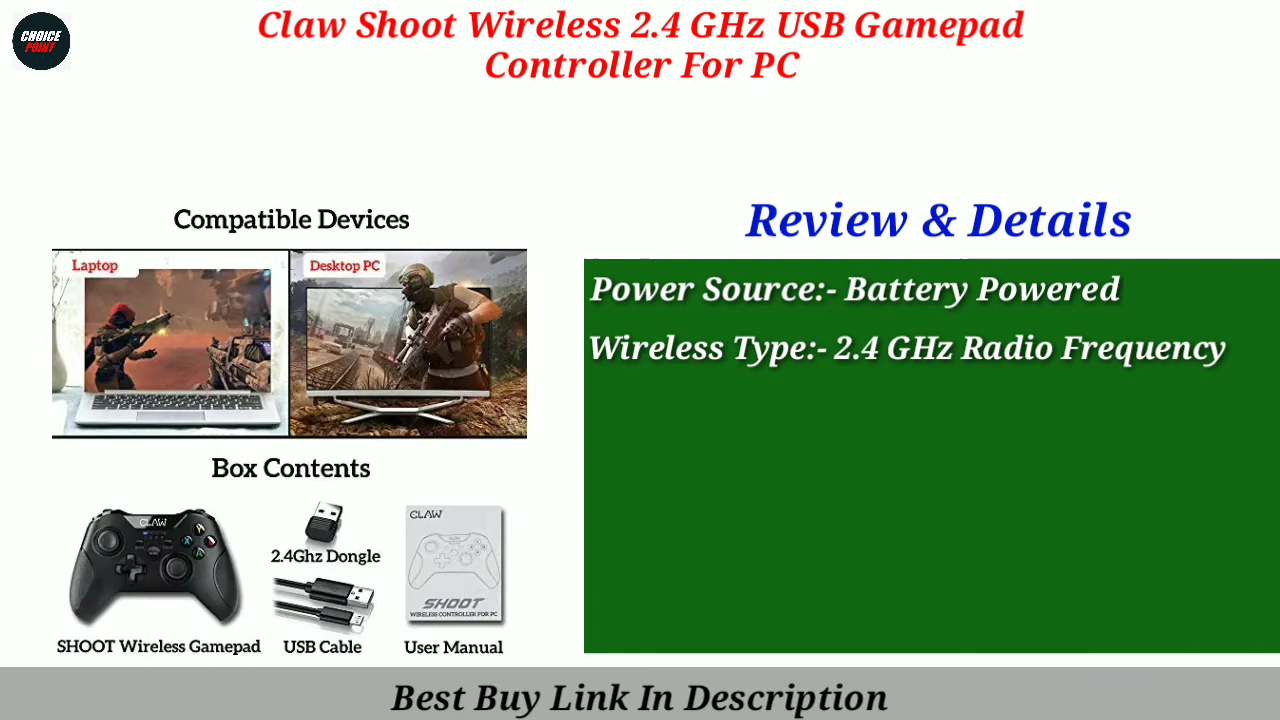 CHOICE
POINT
Claw Shoot Wireless 2.4 GHz USB Gamepad
Controller For PC
Compatible Devices
Laptop
Desktop PC
Review & Details
Power Source:- Battery Powered
Wireless Type:- 2.4 GHz Radio Frequency
Box Contents
CLAW
CLAW
2.4Ghz Dongle
SHOOT
WIRELESS CONTROLLER FOR PC
SHOOT Wireless Gamepad
USB Cable
User Manual
Best Buy Link In Description